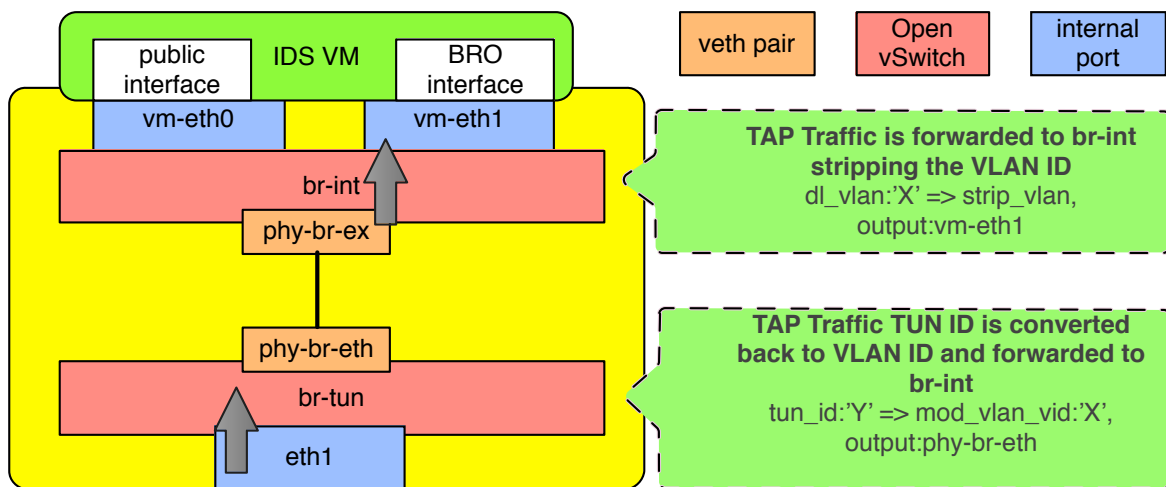 public
interface
IDS VM
BRO
interface
vm-eth0
vm-eth1
br-int
phy-br-ex
phy-br-eth
br-tun
eth1
veth pair
Open
vSwitch
internal
port
TAP Traffic is forwarded to br-int
stripping the VLAN ID
dl_vlan:’X’ => strip_vlan,
output:vm-eth1
TAP Traffic TUN ID is converted
back to VLAN ID and forwarded to
br-int
tun_id:’Y’ => mod_vlan_vid:’X’,
output:phy-br-eth